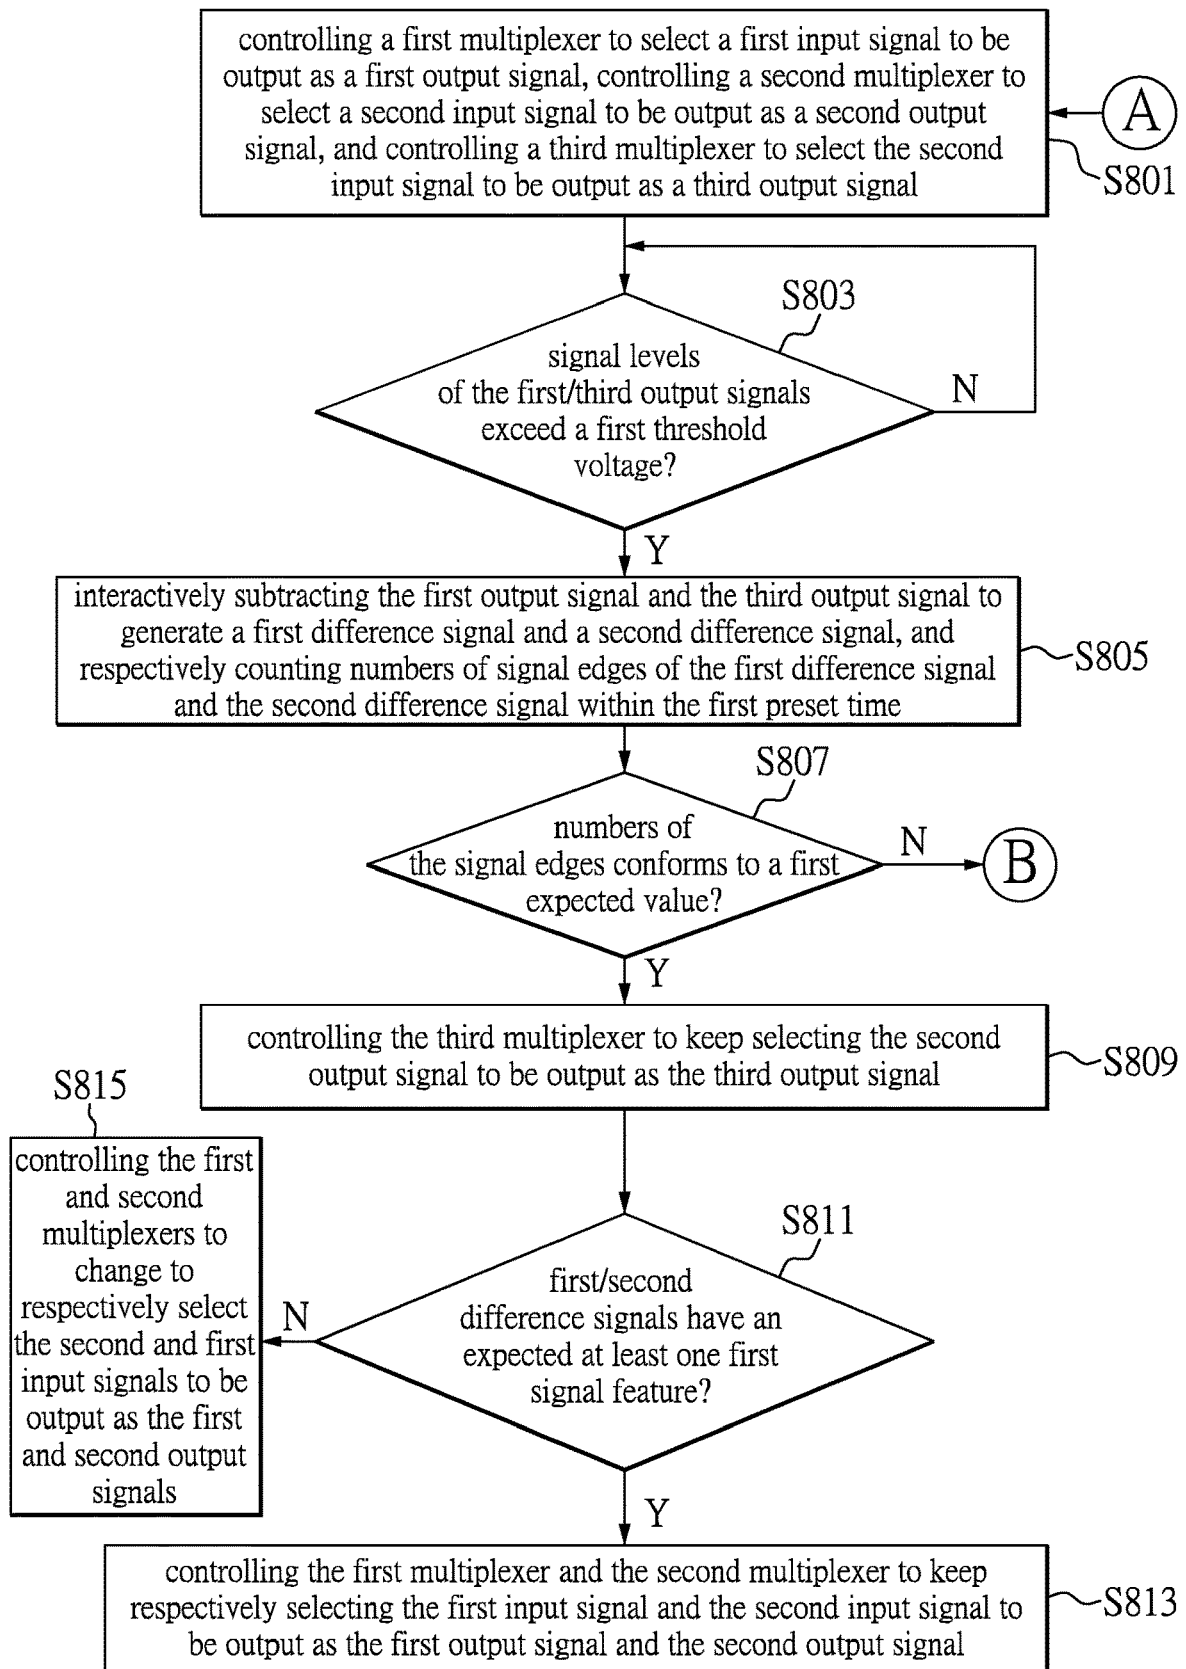 controlling a first multiplexer to select a first input signal to be
output as a first output signal, controlling a second multiplexer to
select a second input signal to be output as a second output
signal, and controlling a third multiplexer to select the second
input signal to be output as a third output signal
A
S801
S803
signal levels
of the first/third output signals
exceed a first threshold
voltage?
N
Y
interactively subtracting the first output signal and the third output signal to
generate a first difference signal and a second difference signal, and
respectively counting numbers of signal edges of the first difference signal
and the second difference signal within the first preset time
S805
S807
numbers of
the signal edges conforms to a first
expected value?
N
B
Y
controlling the third multiplexer to keep selecting the second
output signal to be output as the third output signal
S809
S815
controlling the first
and second
multiplexers to
change to
respectively select
the second and first
input signals to be
output as the first
and second output
signals
S811
first/second
difference signals have an
expected at least one first
signal feature?
N
Y
controlling the first multiplexer and the second multiplexer to keep
respectively selecting the first input signal and the second input signal to
be output as the first output signal and the second output signal
S813